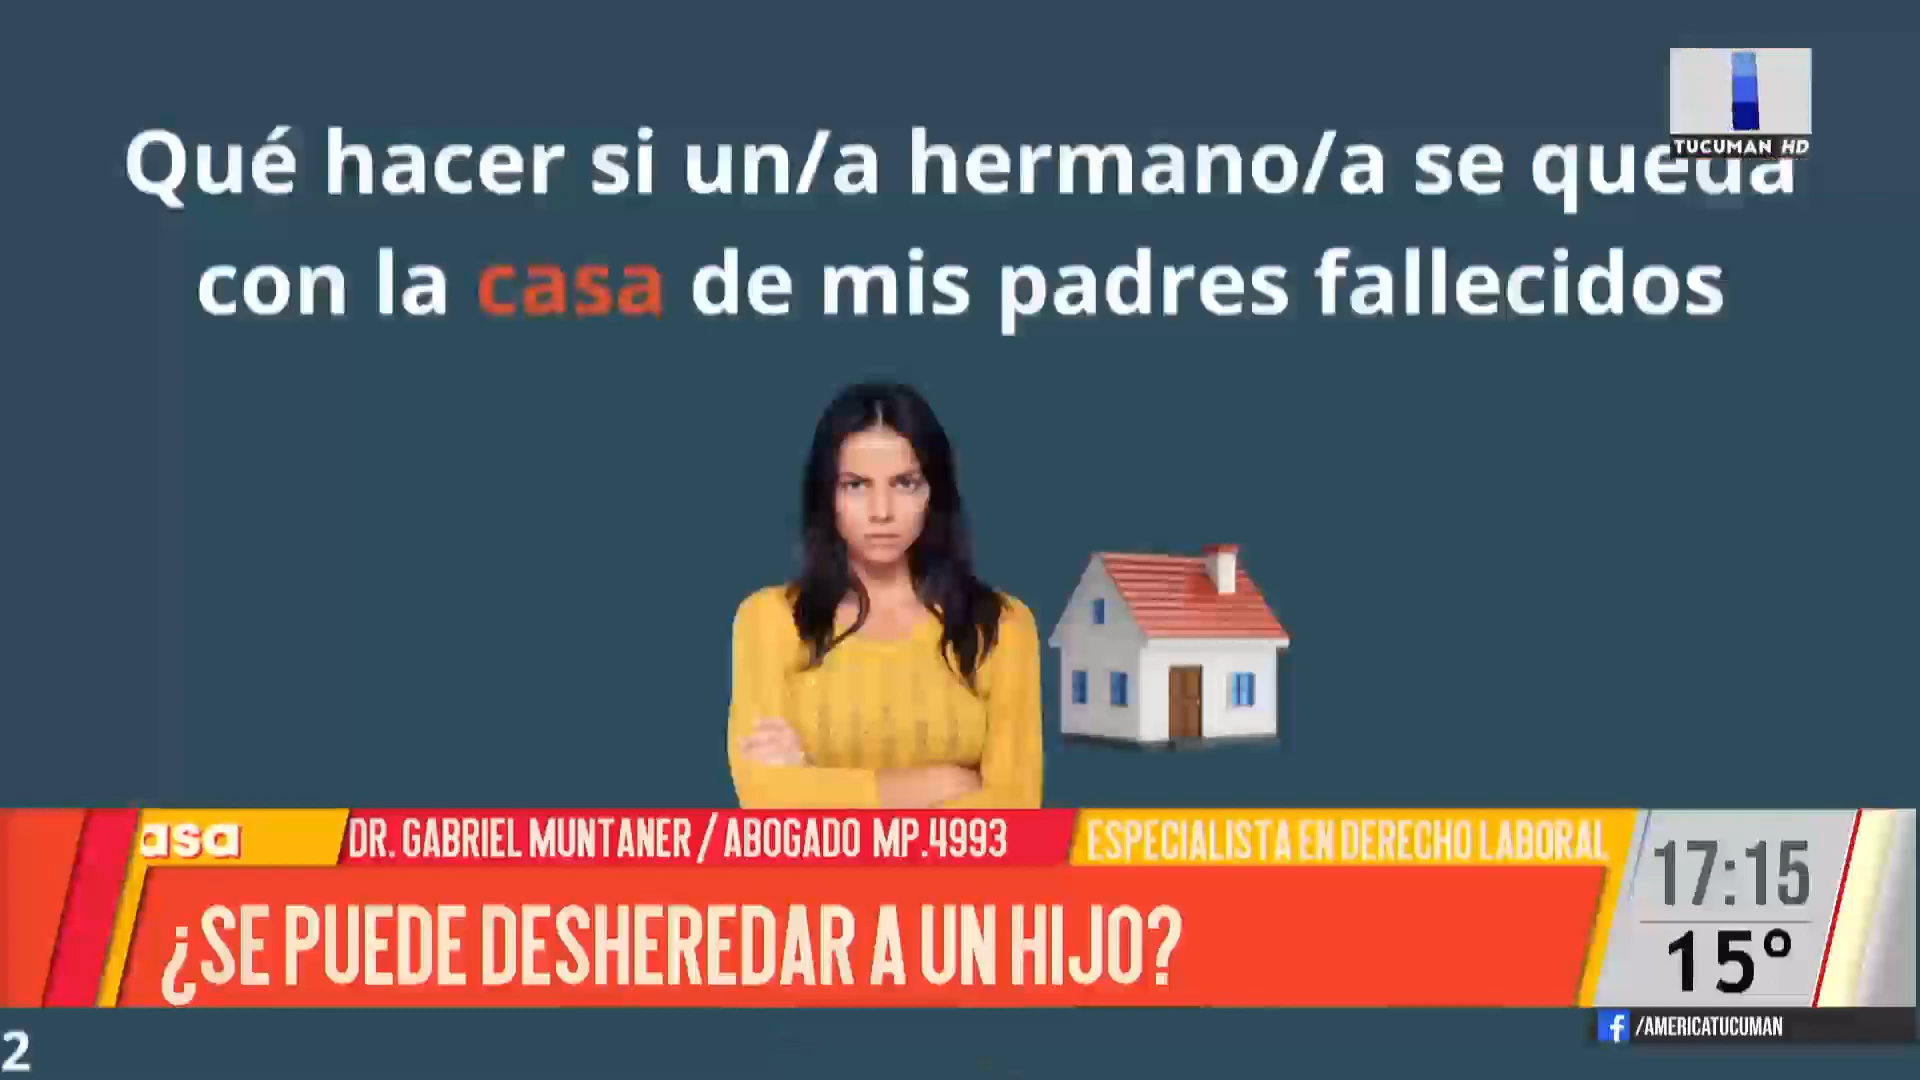 Qué hacer si un/a hermano/a se queda
con la casa de mis padres fallecidos
TUCUMAN HD
asa
DR. GABRIEL MUNTANER / ABOGADO MP.4993
ESPECIALISTA EN DERECHO LABORAL
¿SE PUEDE DESHEREDAR A UN HIJO?
17:15
15°
/AMERICATUCUMAN
2